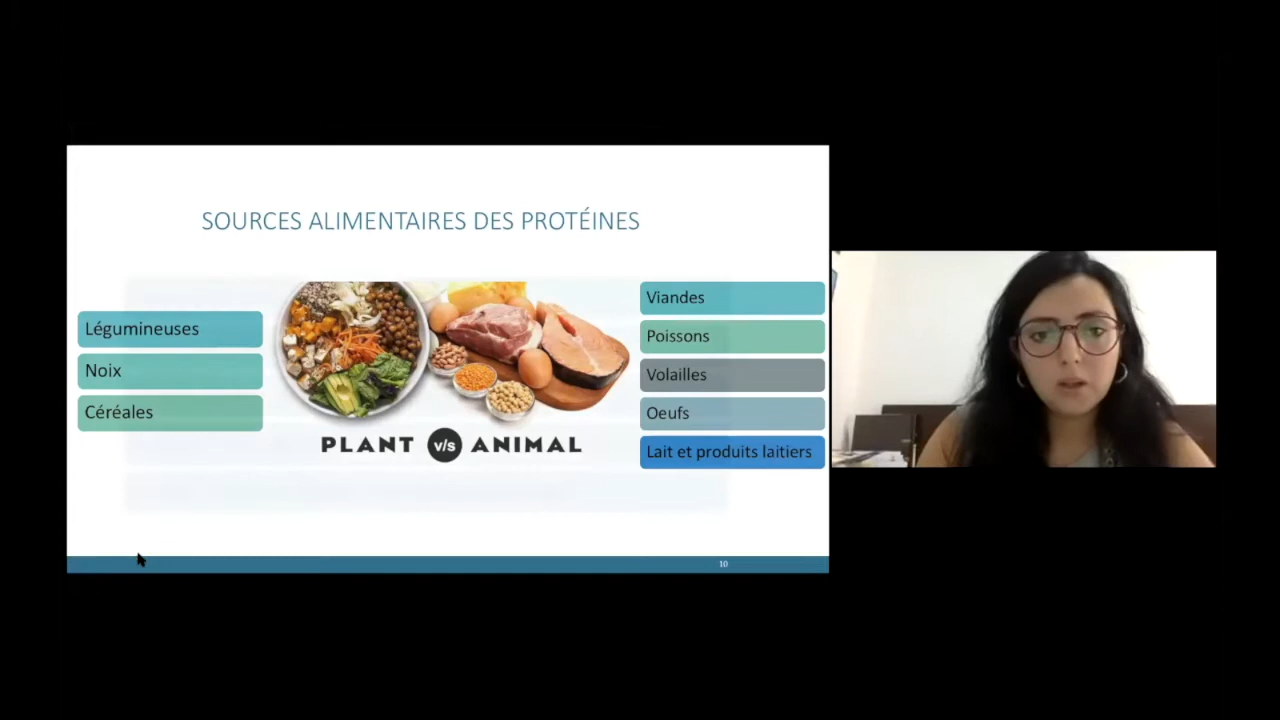 SOURCES ALIMENTAIRES DES PROTÉINES
Légumineuses
Noix
Céréales
PLANT v/s ANIMAL
Viandes
Poissons
Volailles
Oeufs
Lait et produits laitiers
10